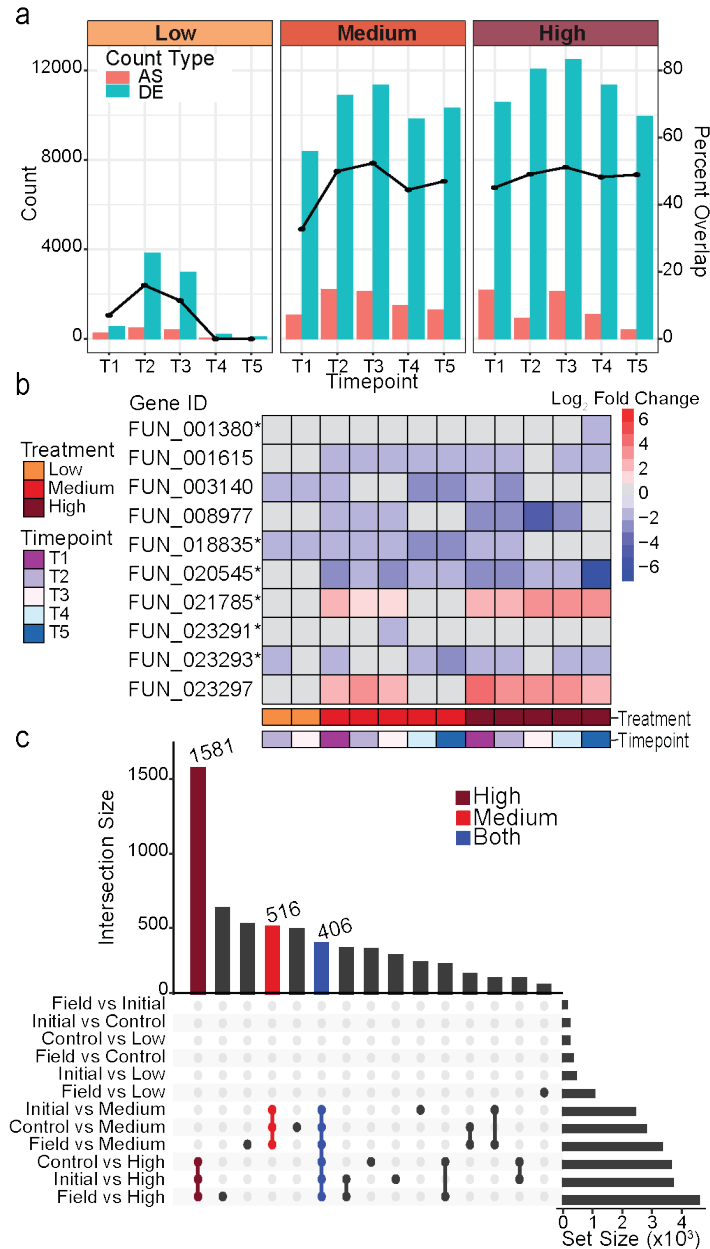 a
Low Medium High
Count Type
AS
DE
12000
8000
4000
0
Count
80
60
40
20
0
Percent Overlap
T1 T2 T3 T4 T5 T1 T2 T3 T4 T5 T1 T2 T3 T4 T5
Timepoint
b
Gene ID
FUN_001380*
FUN_001615
FUN_003140
FUN_008977
FUN_018835*
FUN_020545*
FUN_021785*
FUN_023291*
FUN_023293*
FUN_023297
Treatment
Low
Medium
High
Timepoint
T1
T2
T3
T4
T5
Log2 Fold Change
6
4
2
0
−2
−4
−6
Treatment
Timepoint
c
Intersection Size
1500
1000
500
0
1581
516
406
High
Medium
Both
Field vs Initial
Initial vs Control
Control vs Low
Field vs Control
Initial vs Low
Field vs Low
Initial vs Medium
Control vs Medium
Field vs Medium
Control vs High
Initial vs High
Field vs High
0 1 2 3 4
Set Size (x10³)